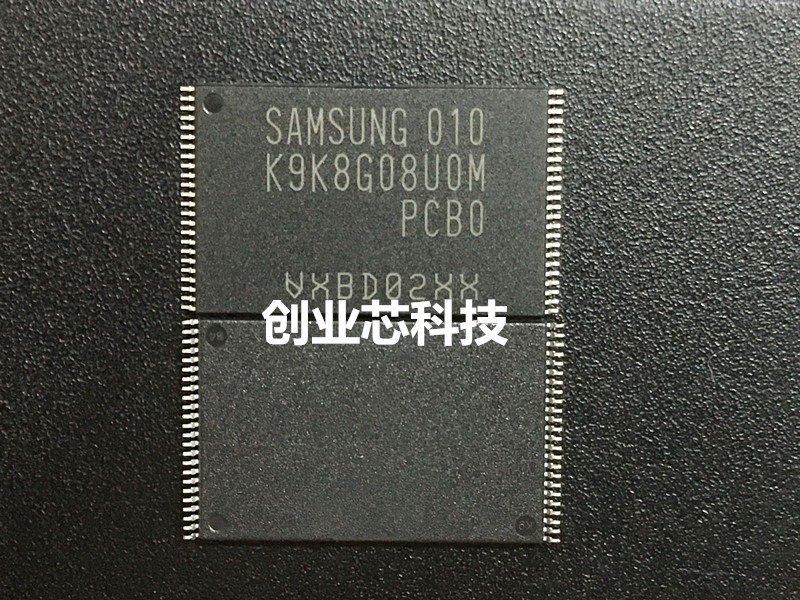 SAMSUNG 010
K9K8G08U0M
PCB0
VXBD02XX
创业芯科技